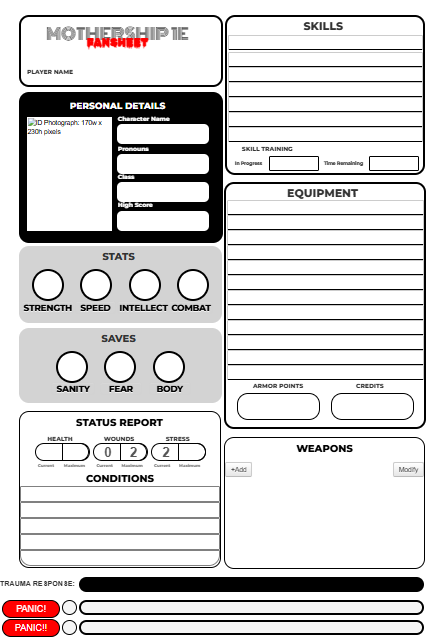 MOTHERSHIP 1E
FANSHEET
PLAYER NAME
PERSONAL DETAILS
ID Photograph: 170w x
230h pixels
Character Name
Pronouns
Class
High Score
STATS
STRENGTH SPEED INTELLECT COMBAT
SAVES
SANITY FEAR BODY
STATUS REPORT
HEALTH WOUNDS STRESS
0 2 2
Current Maximum Current Maximum Current Maximum
CONDITIONS
SKILLS
SKILL TRAINING
In Progress Time Remaining
EQUIPMENT
ARMOR POINTS CREDITS
WEAPONS
+Add Modify
TRAUMA RESPONSE:
PANIC!
PANIC!!